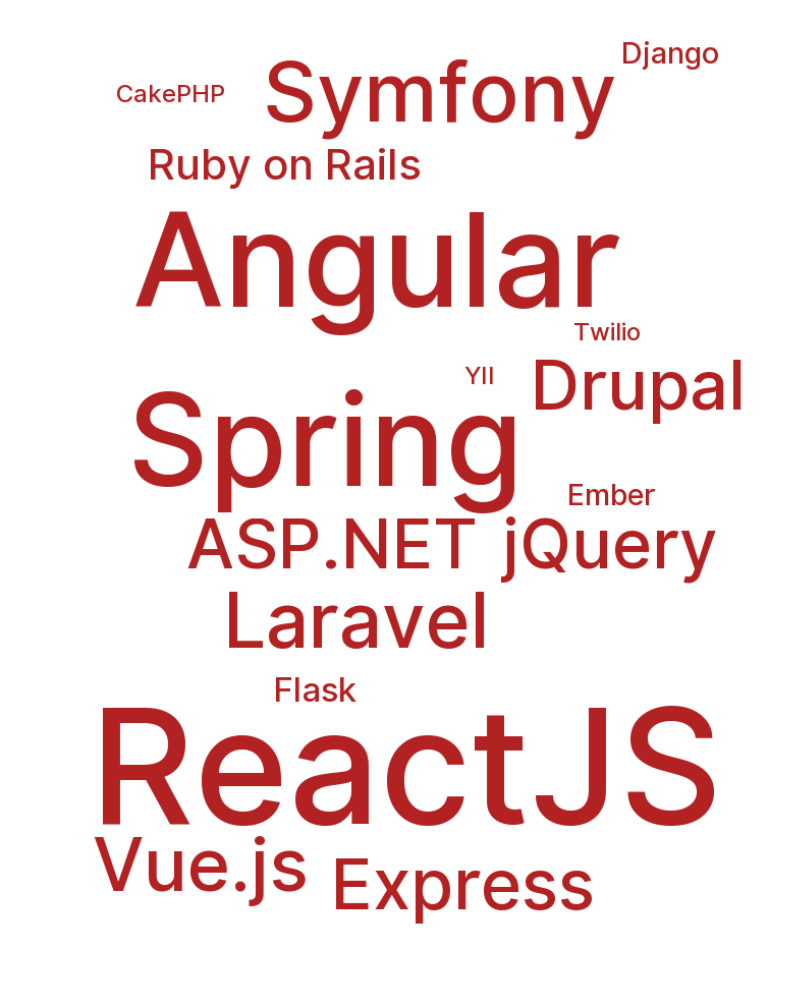 Django
CakePHP
Symfony
Ruby on Rails
Angular
Twilio
YII
Drupal
Spring
Ember
ASP.NET
jQuery
Laravel
Flask
ReactJS
Vue.js
Express